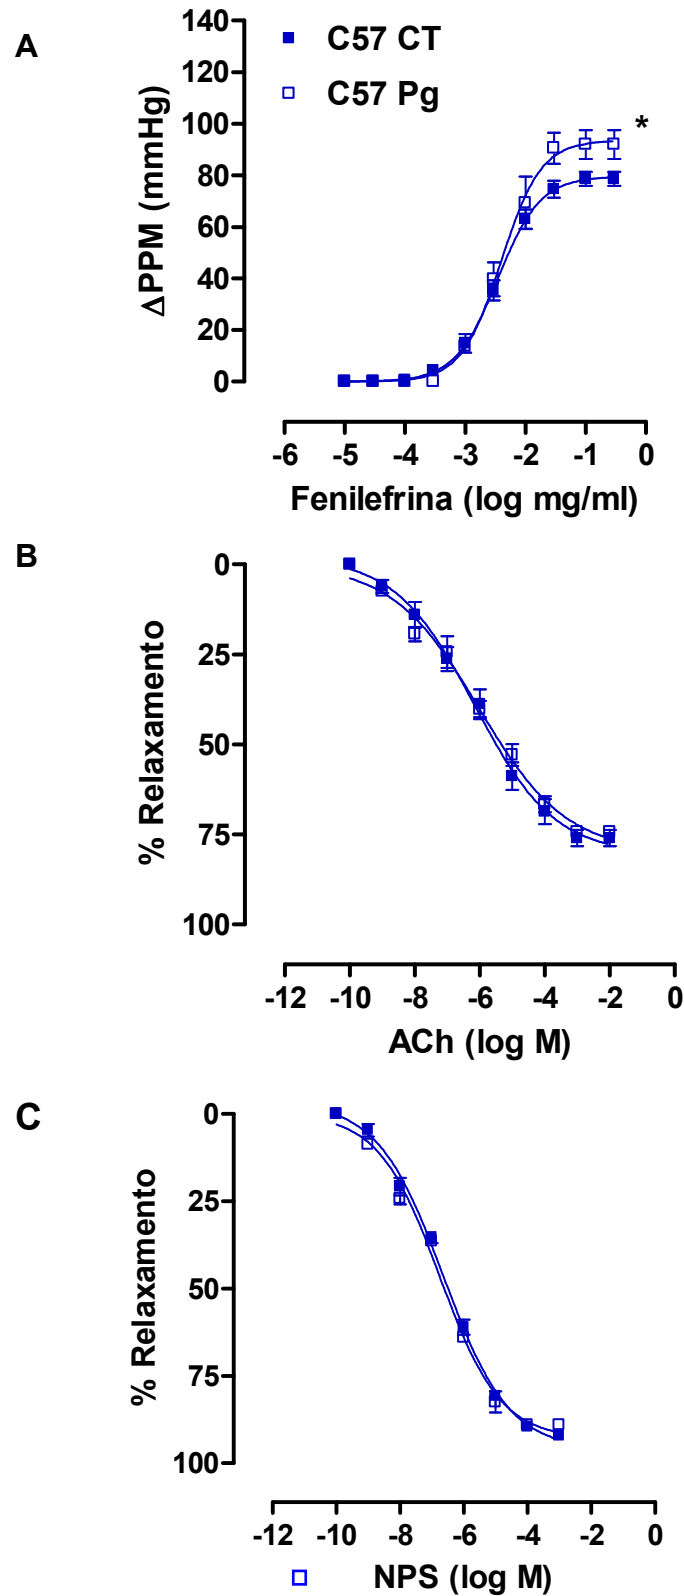 A
C57 CT
C57 Pg
ΔPPM (mmHg)
140
120
100
80
60
40
20
0
*
-6 -5 -4 -3 -2 -1 0
Fenilefrina (log mg/ml)
B
% Relaxamento
0
25
50
75
100
-12 -10 -8 -6 -4 -2 0
ACh (log M)
C
% Relaxamento
0
25
50
75
100
-12 -10 -8 -6 -4 -2 0
NPS (log M)